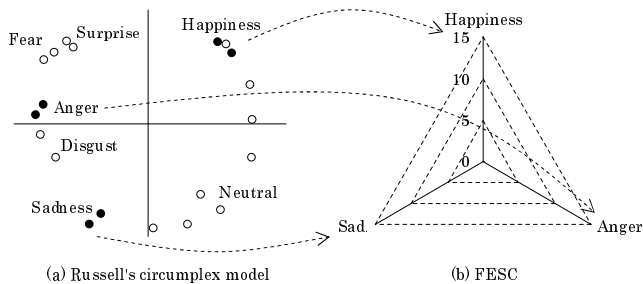 Happiness
Fear
Surprise
Anger
Disgust
Sadness
Neutral
(a) Russell's circumplex model
Happiness
15
10
5
0
Sad.
Anger
(b) FESC